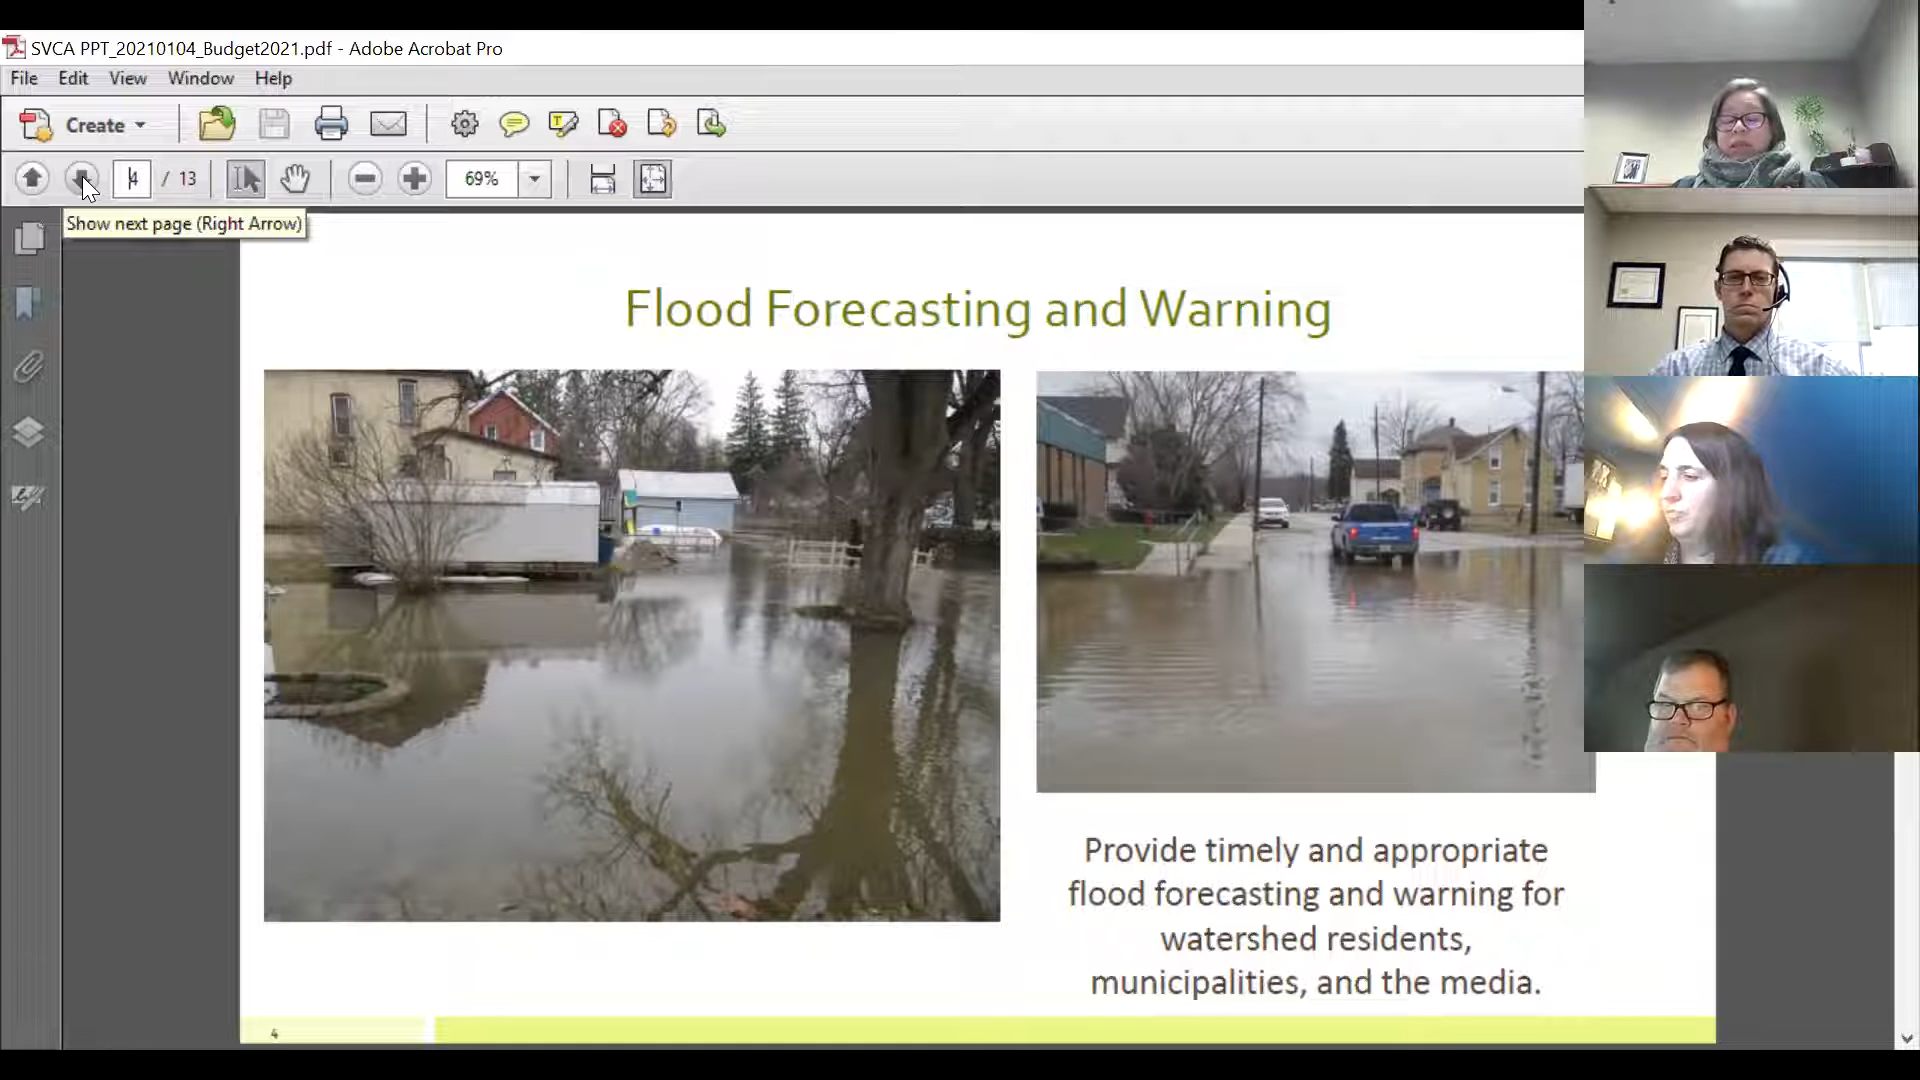 SVCA PPT_20210104_Budget2021.pdf - Adobe Acrobat Pro
File Edit View Window Help
Create
4 / 13 69%
Show next page (Right Arrow)
Flood Forecasting and Warning
Provide timely and appropriate
flood forecasting and warning for
watershed residents,
municipalities, and the media.
4